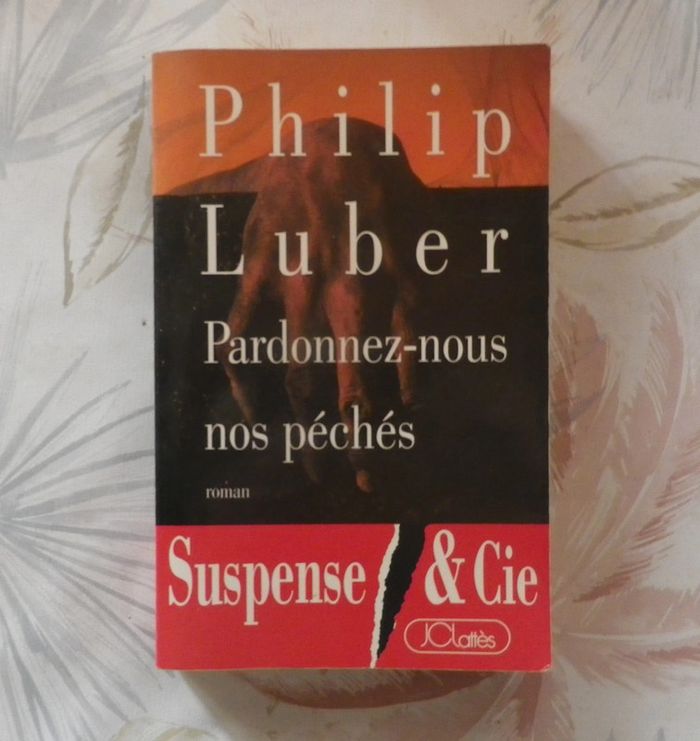 Philip
Luber
Pardonnez-nous
nos péchés
roman
Suspense & Cie
JCLattès